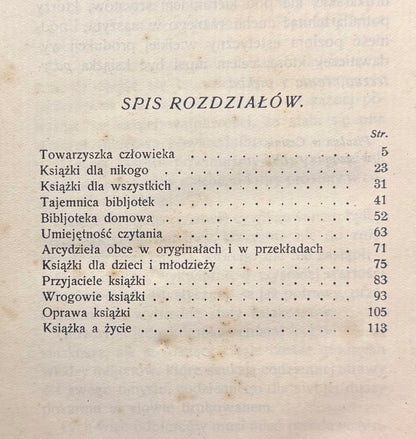 SPIS ROZDZIAŁÓW.
Str.
Towarzyszka człowieka . . . . . . . . . . . 5
Książki dla nikogo . . . . . . . . . . . . 23
Książki dla wszystkich . . . . . . . . . . . 31
Tajemnica bibljotek . . . . . . . . . . . 41
Bibljoteka domowa . . . . . . . . . . . 52
Umiejętność czytania . . . . . . . . . . . 63
Arcydzieła obce w oryginałach i w przekładach . . . 71
Książki dla dzieci i młodzieży . . . . . . . . 75
Przyjaciele książki . . . . . . . . . . . . 83
Wrogowie książki . . . . . . . . . . . . 93
Oprawa książki . . . . . . . . . . . . 105
Książka a życie . . . . . . . . . . . . 113